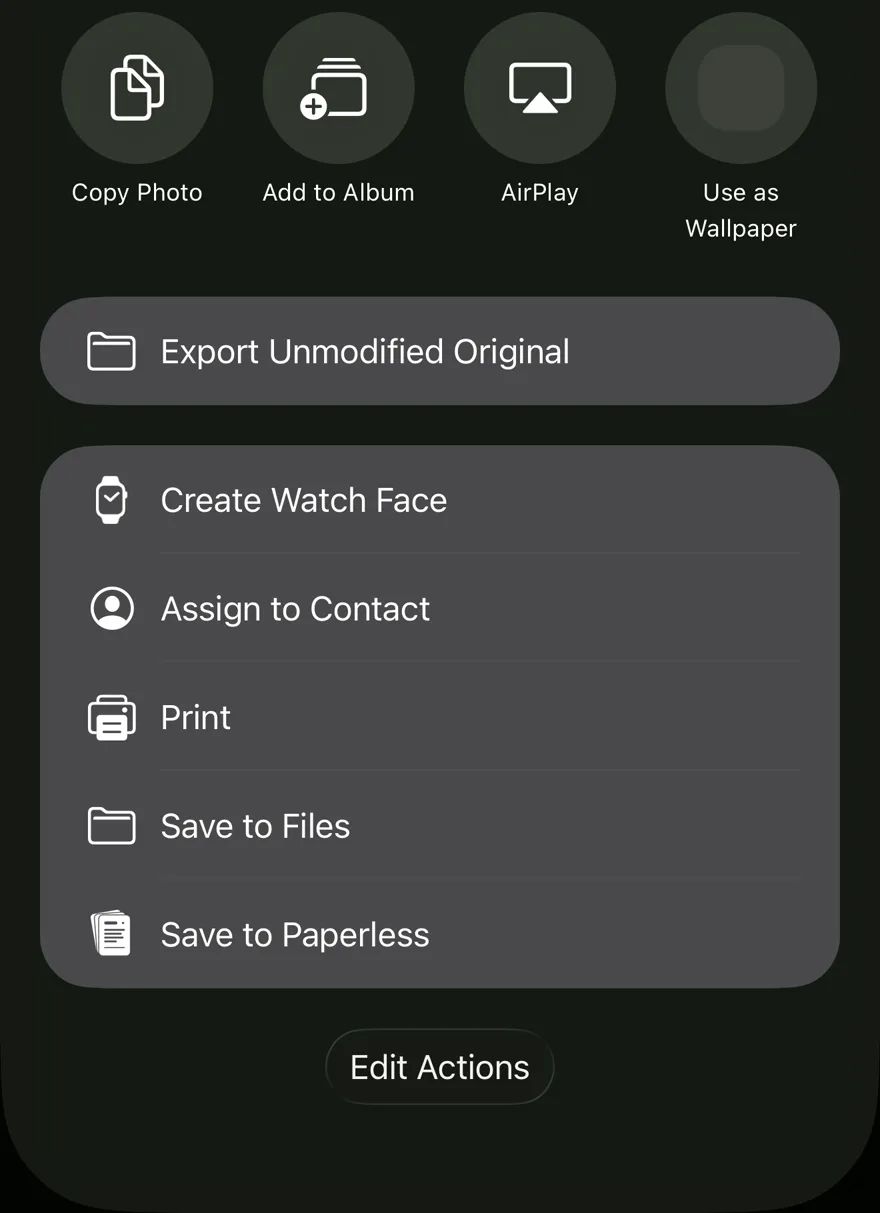 Copy Photo
Add to Album
AirPlay
Use as
Wallpaper
Export Unmodified Original
Create Watch Face
Assign to Contact
Print
Save to Files
Save to Paperless
Edit Actions